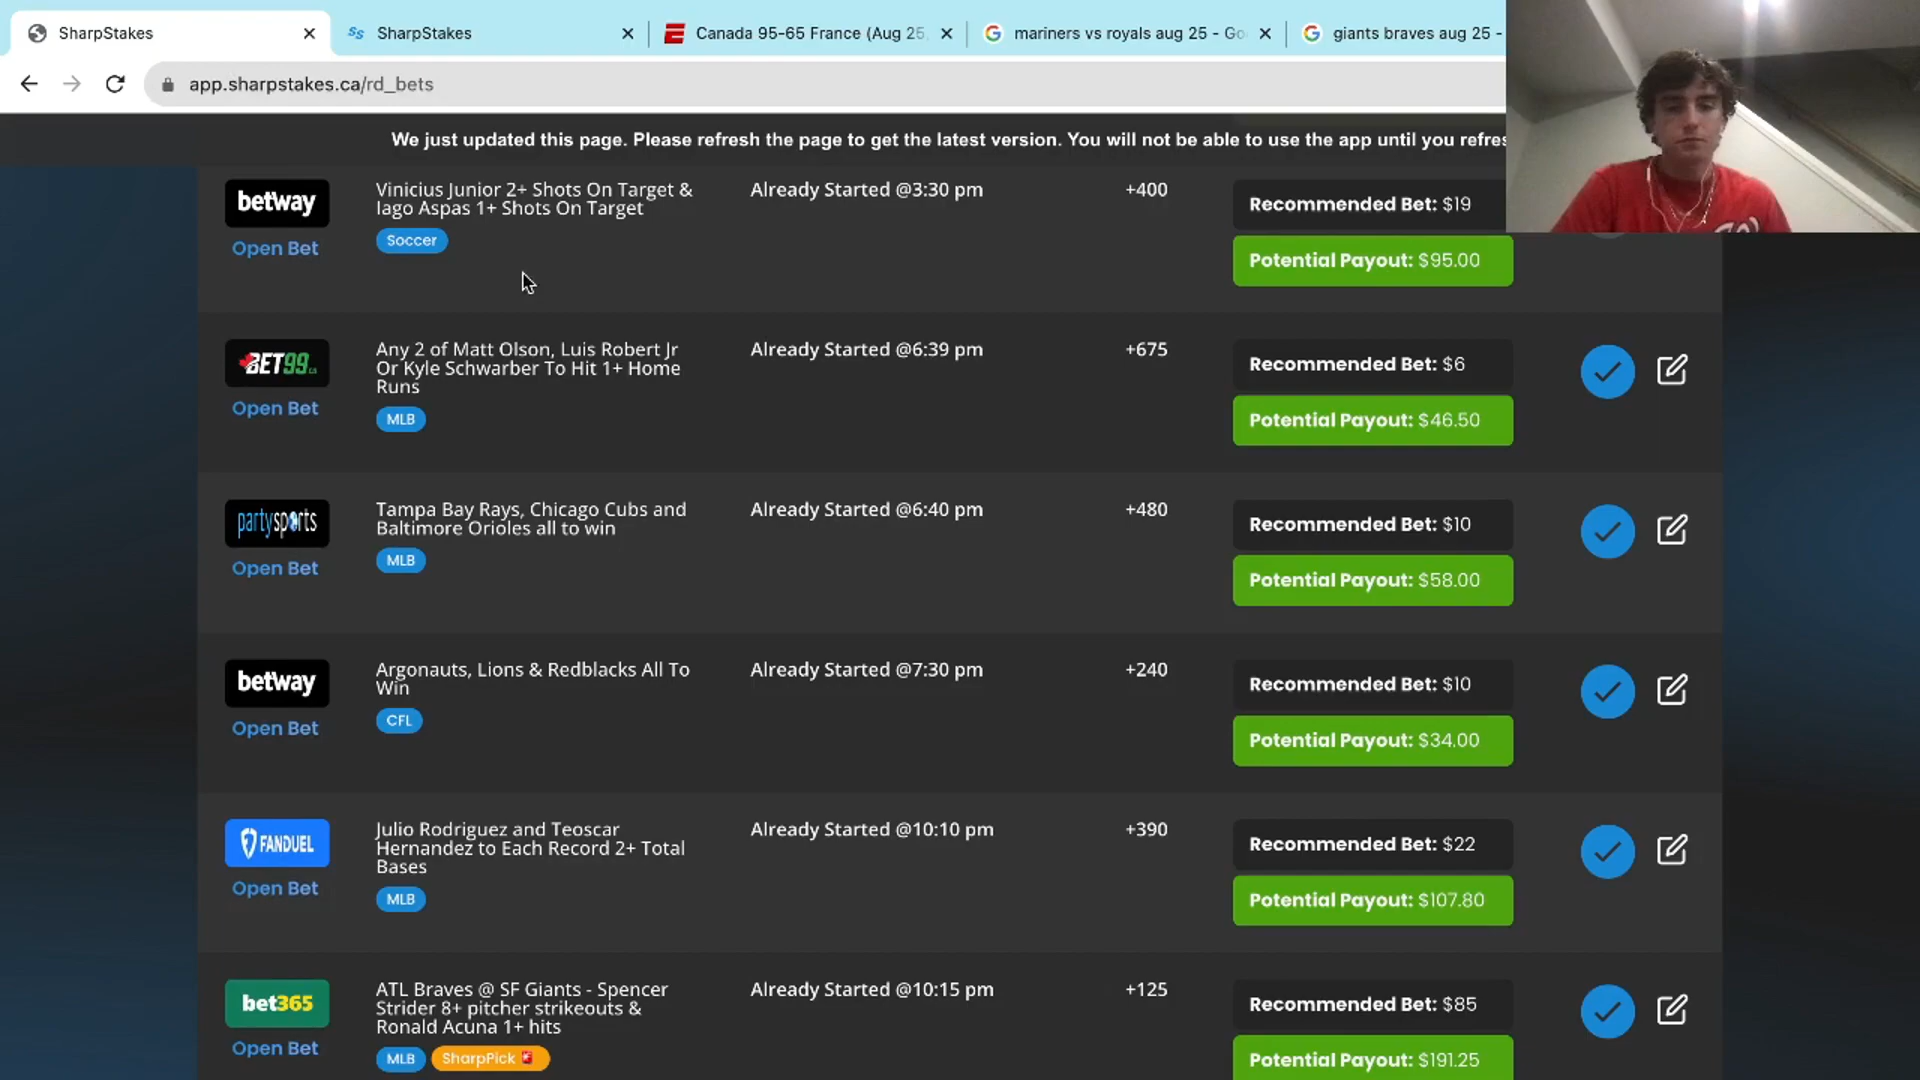 SharpStakes
SS SharpStakes
Canada 95-65 France (Aug 25,
mariners vs royals aug 25 - Go
giants braves aug 25 -
app.sharpstakes.ca/rd_bets
We just updated this page. Please refresh the page to get the latest version. You will not be able to use the app until you refres
betway
Open Bet
Vinicius Junior 2+ Shots On Target &
Iago Aspas 1+ Shots On Target
Soccer
Already Started @3:30 pm
+400
Recommended Bet: $19
Potential Payout: $95.00
BET99.ca
Open Bet
Any 2 of Matt Olson, Luis Robert Jr
Or Kyle Schwarber To Hit 1+ Home
Runs
MLB
Already Started @6:39 pm
+675
Recommended Bet: $6
Potential Payout: $46.50
partysports
Open Bet
Tampa Bay Rays, Chicago Cubs and
Baltimore Orioles all to win
MLB
Already Started @6:40 pm
+480
Recommended Bet: $10
Potential Payout: $58.00
betway
Open Bet
Argonauts, Lions & Redblacks All To
Win
CFL
Already Started @7:30 pm
+240
Recommended Bet: $10
Potential Payout: $34.00
FANDUEL
Open Bet
Julio Rodriguez and Teoscar
Hernandez to Each Record 2+ Total
Bases
MLB
Already Started @10:10 pm
+390
Recommended Bet: $22
Potential Payout: $107.80
bet365
Open Bet
ATL Braves @ SF Giants - Spencer
Strider 8+ pitcher strikeouts &
Ronald Acuna 1+ hits
MLB
SharpPick
Already Started @10:15 pm
+125
Recommended Bet: $85
Potential Payout: $191.25